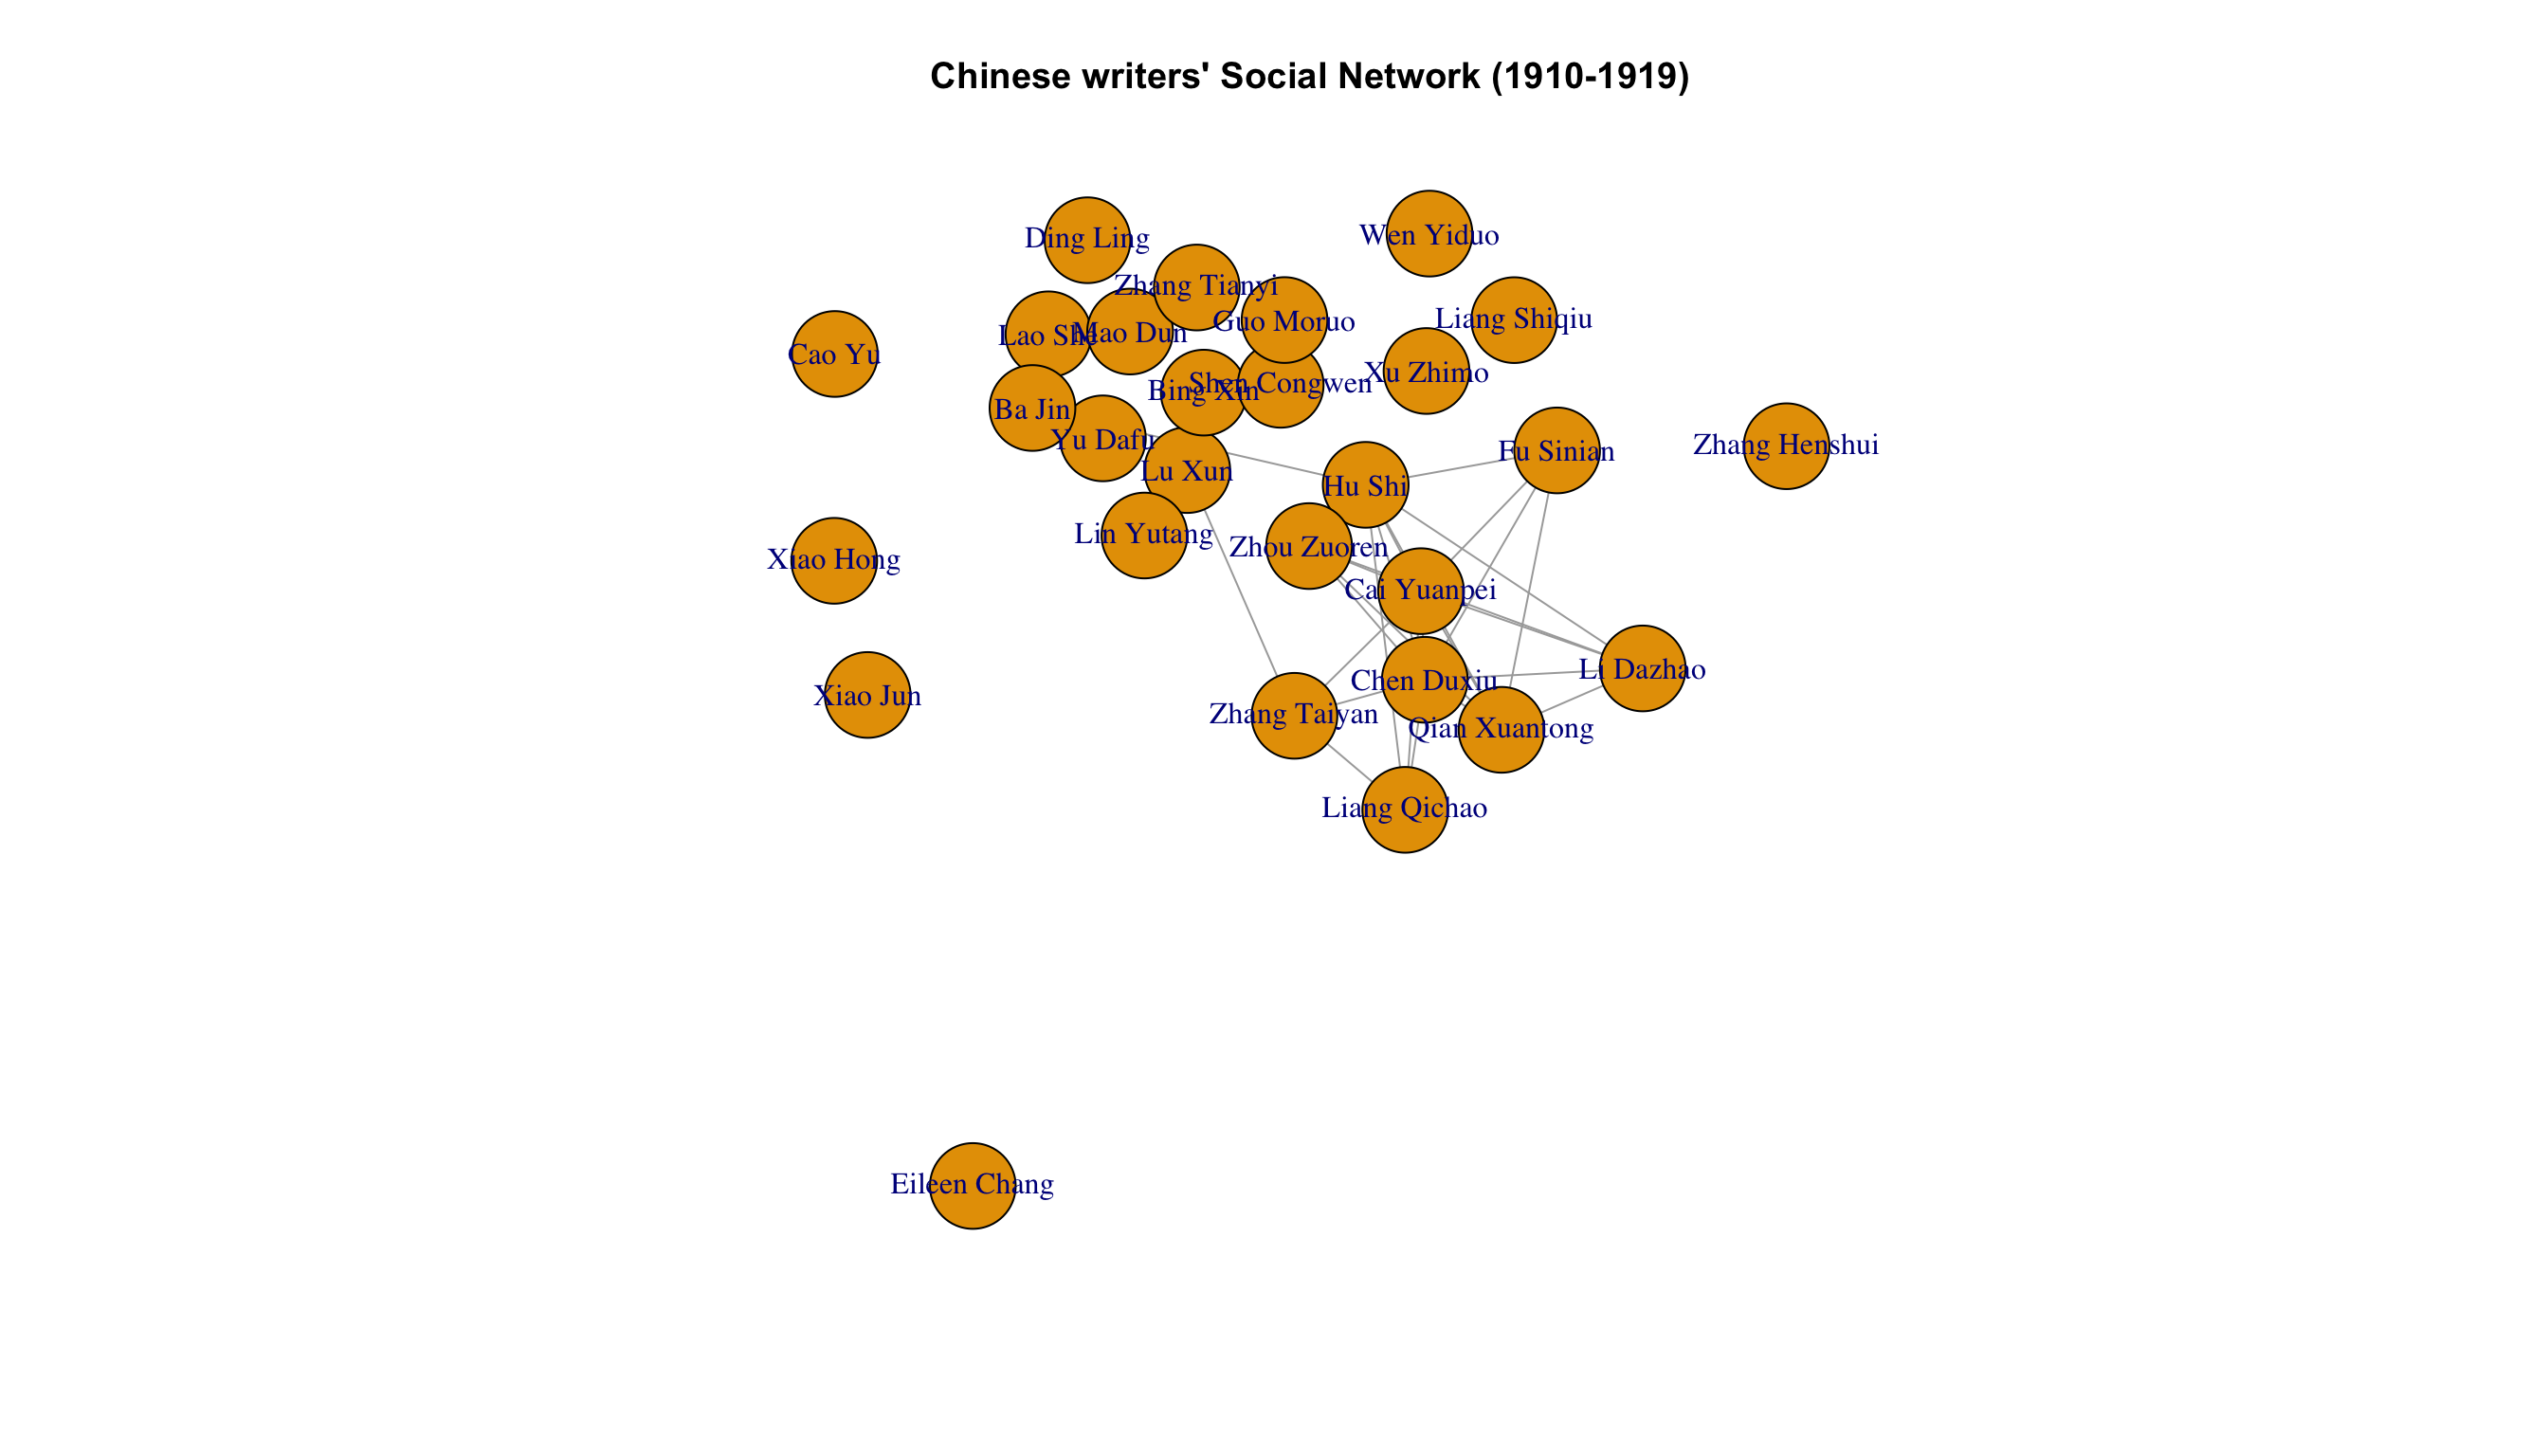 Chinese writers' Social Network (1910-1919)
Wen Yiduo
Ding Ling
Zhang Tianyi
Liang Shiqiu
Guo Moruo
Lao She
Mao Dun
Cao Yu
Xu Zhimo
Shen Congwen
Bing Xin
Ba Jin
Yu Dafu
Zhang Henshui
Fu Sinian
Lu Xun
Hu Shi
Lin Yutang
Zhou Zuoren
Xiao Hong
Cai Yuanpei
Li Dazhao
Chen Duxiu
Xiao Jun
Zhang Taiyan
Qian Xuantong
Liang Qichao
Eileen Chang